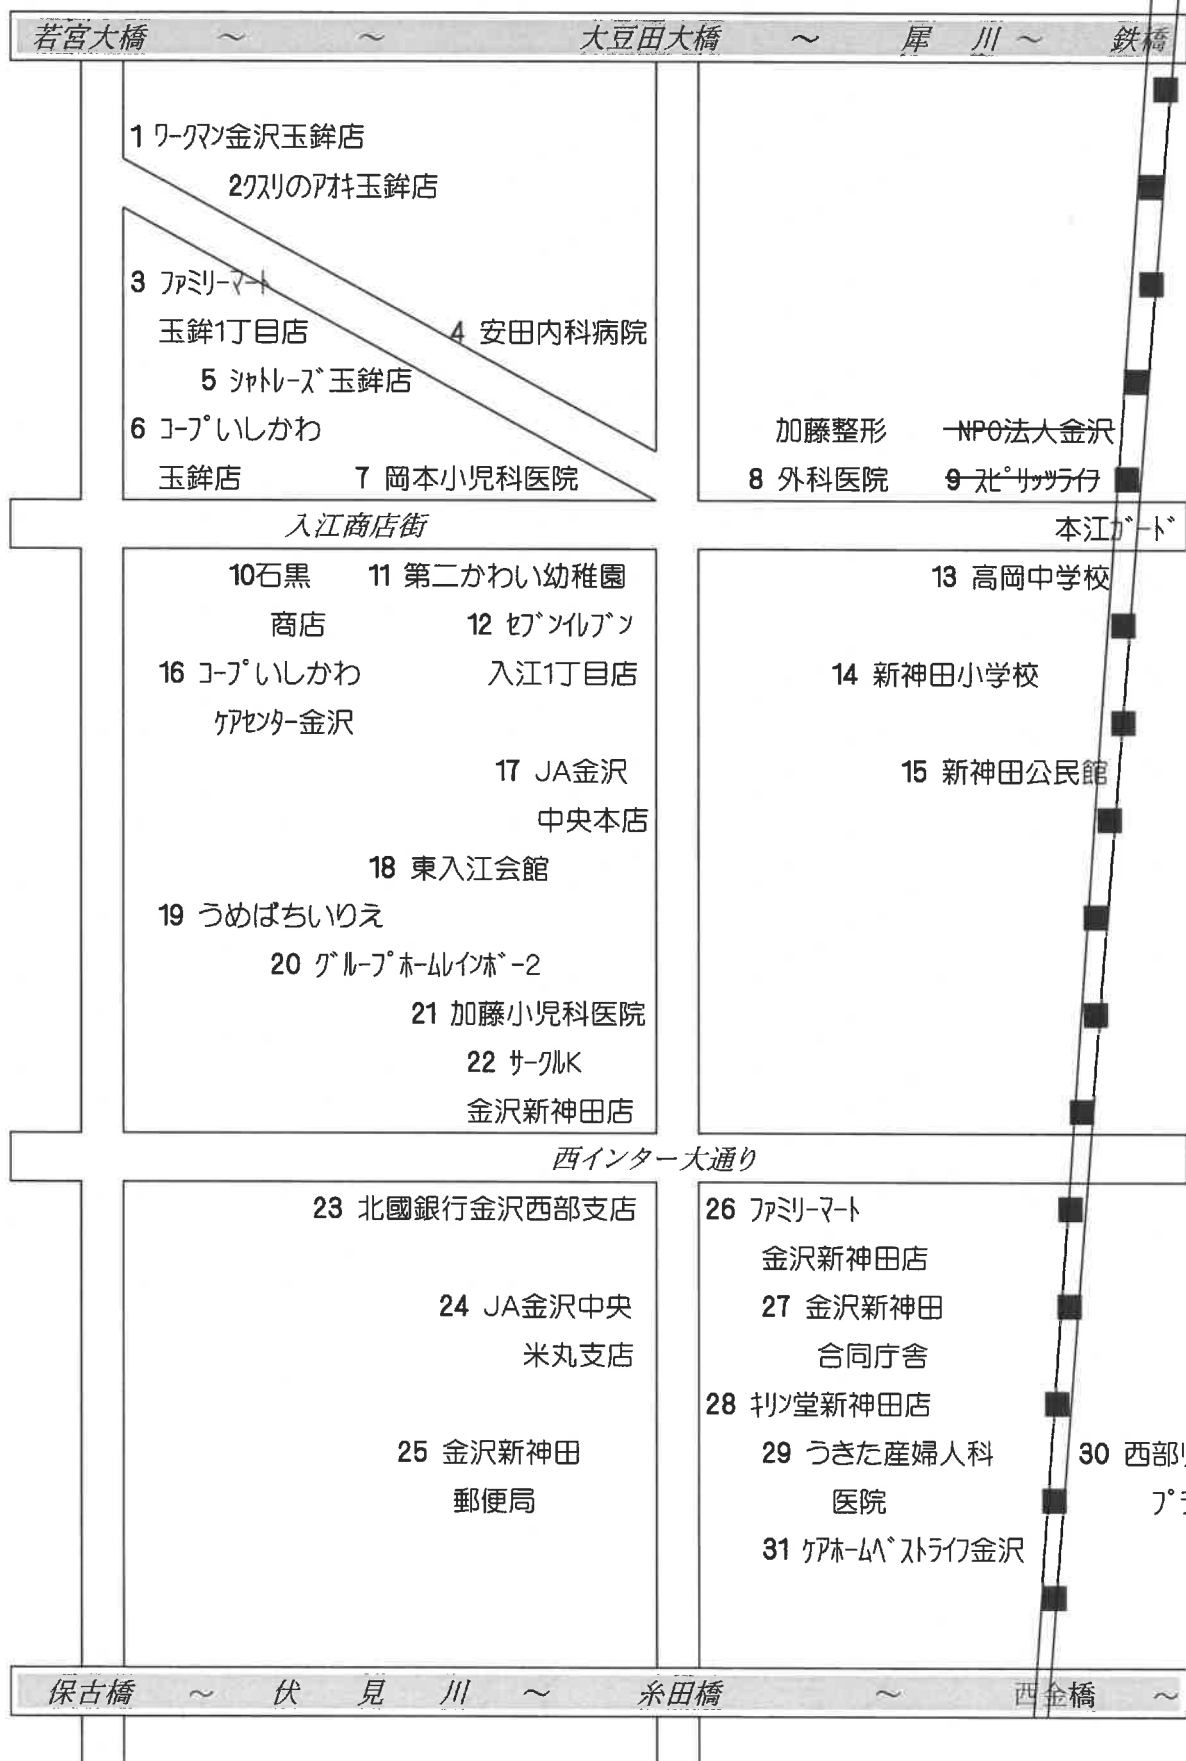 若宮大橋 ～ ～ 大豆田大橋 ～ 犀 川 ～ 鉄橋
1 ﾜｰｸﾏﾝ金沢玉鉾店
2ｸｽﾘのｱｵｷ玉鉾店
3 ﾌｧﾐﾘｰﾏｰﾄ
玉鉾1丁目店 4 安田内科病院
5 ｼｬﾄﾚｰｽﾞ玉鉾店
6 ｺｰﾌﾟいしかわ 加藤整形 NPO法人金沢
玉鉾店 7 岡本小児科医院 8 外科医院 9 ｽﾋﾟﾘｯﾂﾗｲﾌ
入江商店街 本江ｶﾞｰﾄﾞ
10石黒 11 第二かわい幼稚園 13 高岡中学校
商店 12 ｾﾌﾞﾝｲﾚﾌﾞﾝ
16 ｺｰﾌﾟいしかわ 入江1丁目店 14 新神田小学校
ｹｱｾﾝﾀｰ金沢
17 JA金沢 15 新神田公民館
中央本店
18 東入江会館
19 うめばちいりえ
20 ｸﾞﾙｰﾌﾟﾎｰﾑﾚｲﾝﾎﾞｰ2
21 加藤小児科医院
22 ｻｰｸﾙK
金沢新神田店
西インター大通り
23 北國銀行金沢西部支店 26 ﾌｧﾐﾘｰﾏｰﾄ
金沢新神田店
24 JA金沢中央 27 金沢新神田
米丸支店 合同庁舎
28 ｷﾘﾝ堂新神田店
25 金沢新神田 29 うきた産婦人科 30 西部
郵便局 医院 ﾌﾟ
31 ｹｱﾎｰﾑﾍﾞｽﾄﾗｲﾌ金沢
保古橋 ～ 伏 見 川 ～ 糸田橋 ～ 西金橋 ～